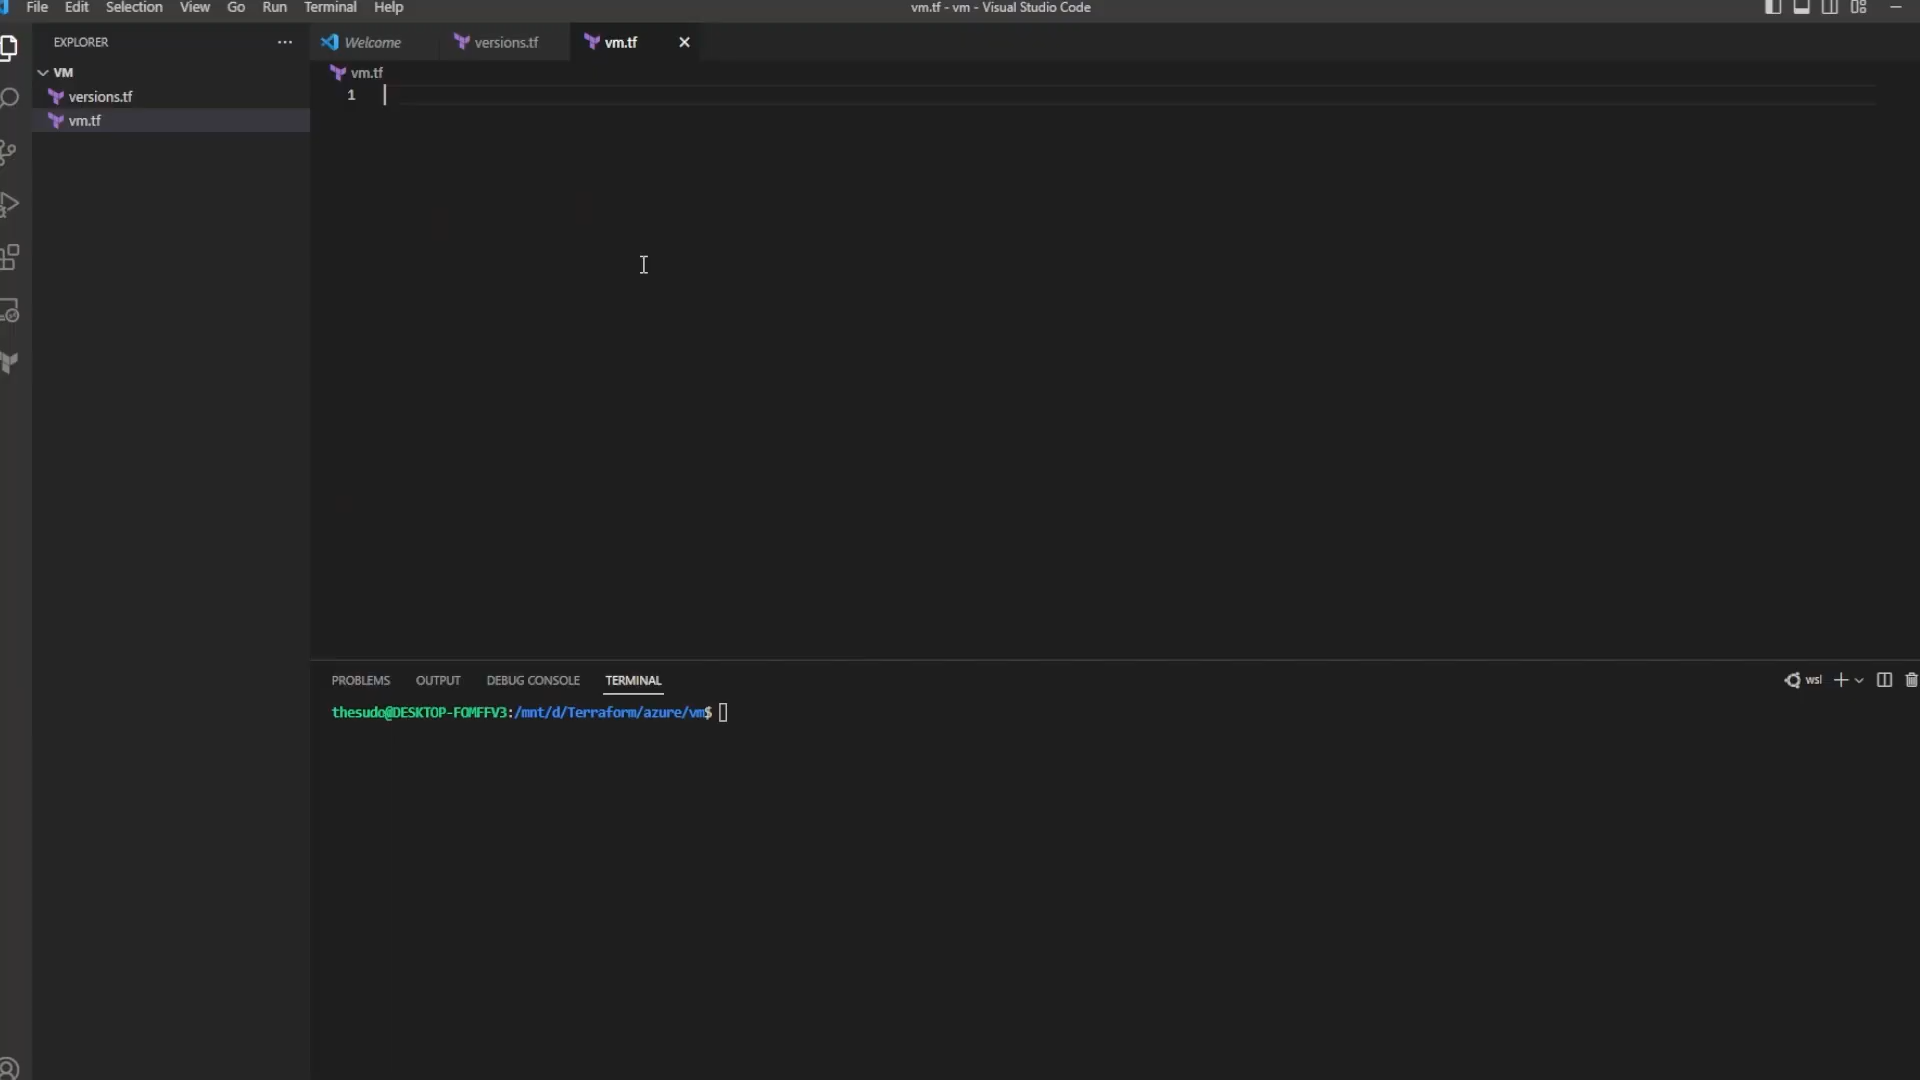 File Edit Selection View Go Run Terminal Help
vm.tf - vm - Visual Studio Code
EXPLORER
Welcome
versions.tf
vm.tf
VM
vm.tf
versions.tf
1
vm.tf
PROBLEMS OUTPUT DEBUG CONSOLE TERMINAL
wsl
thesudo@DESKTOP-FOMFFV3:/mnt/d/Terraform/azure/vm$